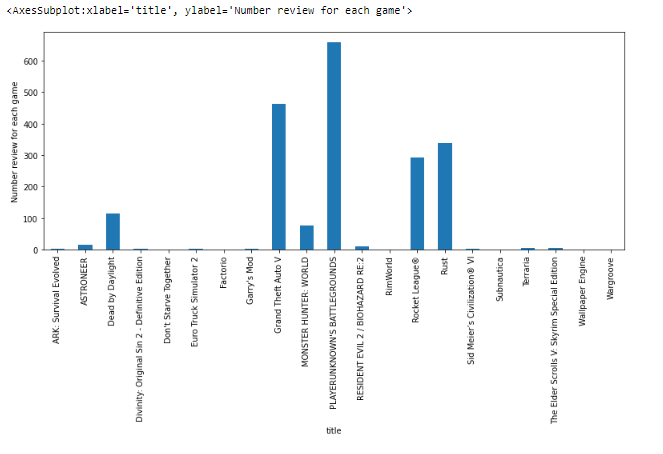 <AxesSubplot:xlabel='title', ylabel='Number review for each game'>
Number review for each game
600
500
400
300
200
100
0
ARK: Survival Evolved
ASTRONEER
Dead by Daylight
Divinity: Original Sin 2 - Definitive Edition
Don't Starve Together
Euro Truck Simulator 2
Factorio
Garry's Mod
Grand Theft Auto V
MONSTER HUNTER: WORLD
PLAYERUNKNOWN'S BATTLEGROUNDS
RESIDENT EVIL 2 / BIOHAZARD RE:2
RimWorld
Rocket League®
Rust
Sid Meier's Civilization® VI
Subnautica
Terraria
The Elder Scrolls V: Skyrim Special Edition
Wallpaper Engine
Wargroove
title